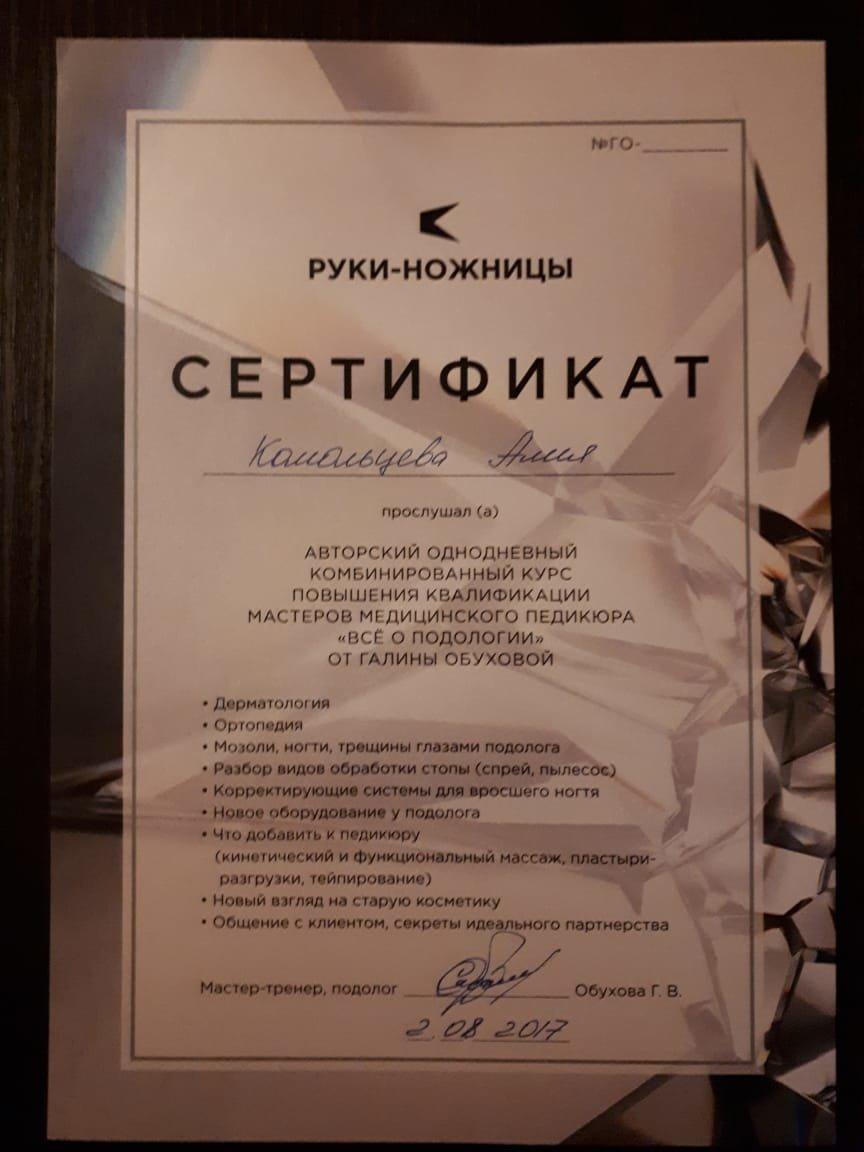 №ГО-
РУКИ-НОЖНИЦЫ
СЕРТИФИКАТ
Комольцева Алия
прослушал (а)
АВТОРСКИЙ ОДНОДНЕВНЫЙ
КОМБИНИРОВАННЫЙ КУРС
ПОВЫШЕНИЯ КВАЛИФИКАЦИИ
МАСТЕРОВ МЕДИЦИНСКОГО ПЕДИКЮРА
«ВСЁ О ПОДОЛОГИИ»
ОТ ГАЛИНЫ ОБУХОВОЙ
• Дерматология
• Ортопедия
• Мозоли, ногти, трещины глазами подолога
• Разбор видов обработки стопы (спрей, пылесос)
• Корректирующие системы для вросшего ногтя
• Новое оборудование у подолога
• Что добавить к педикюру
(кинетический и функциональный массаж, пластыри-
разгрузки, тейпирование)
• Новый взгляд на старую косметику
• Общение с клиентом, секреты идеального партнерства
Мастер-тренер, подолог Обухова Г. В.
2.08 2017